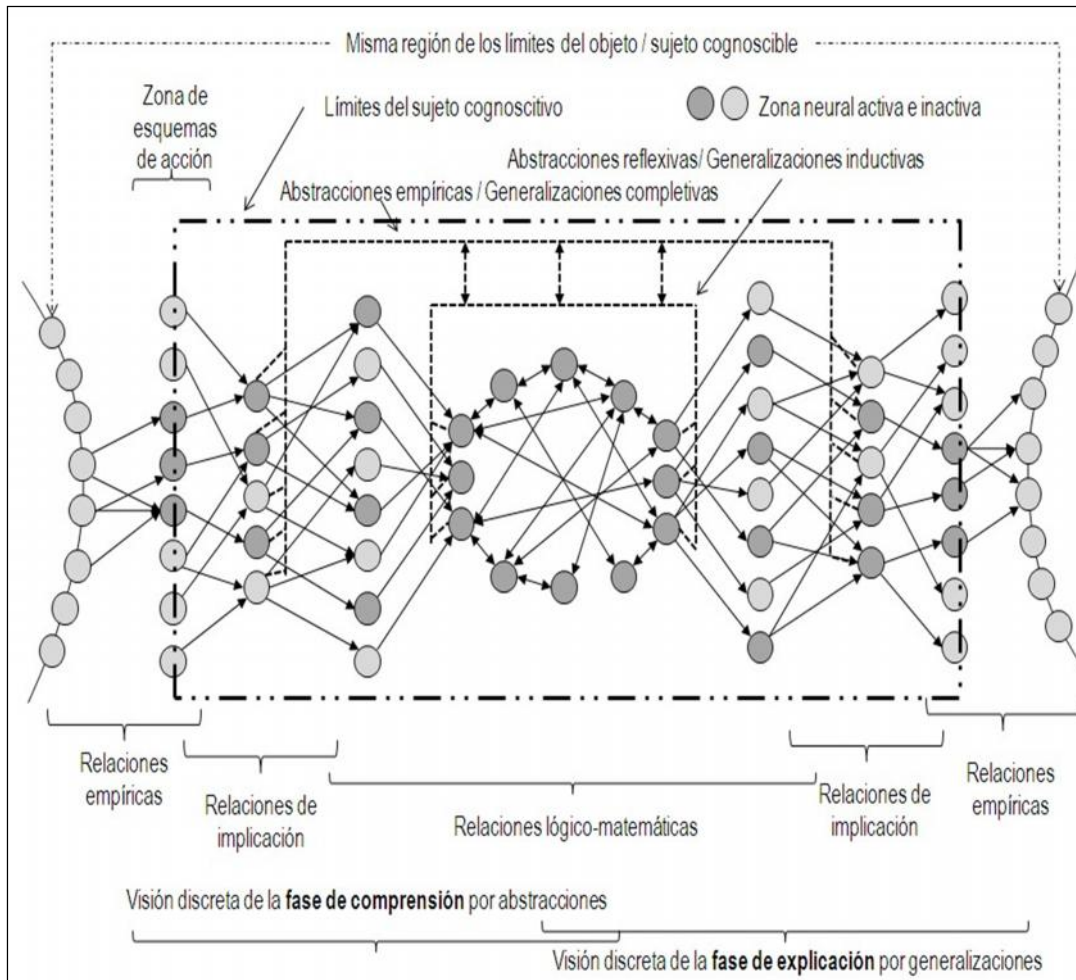 Misma región de los límites del objeto / sujeto cognoscible
Zona de
esquemas
de acción
Límites del sujeto cognoscitivo
Zona neural activa e inactiva
Abstracciones reflexivas/ Generalizaciones inductivas
Abstracciones empíricas / Generalizaciones completivas
Relaciones
empíricas
Relaciones de
implicación
Relaciones lógico-matemáticas
Relaciones de
implicación
Relaciones
empíricas
Visión discreta de la fase de comprensión por abstracciones
Visión discreta de la fase de explicación por generalizaciones